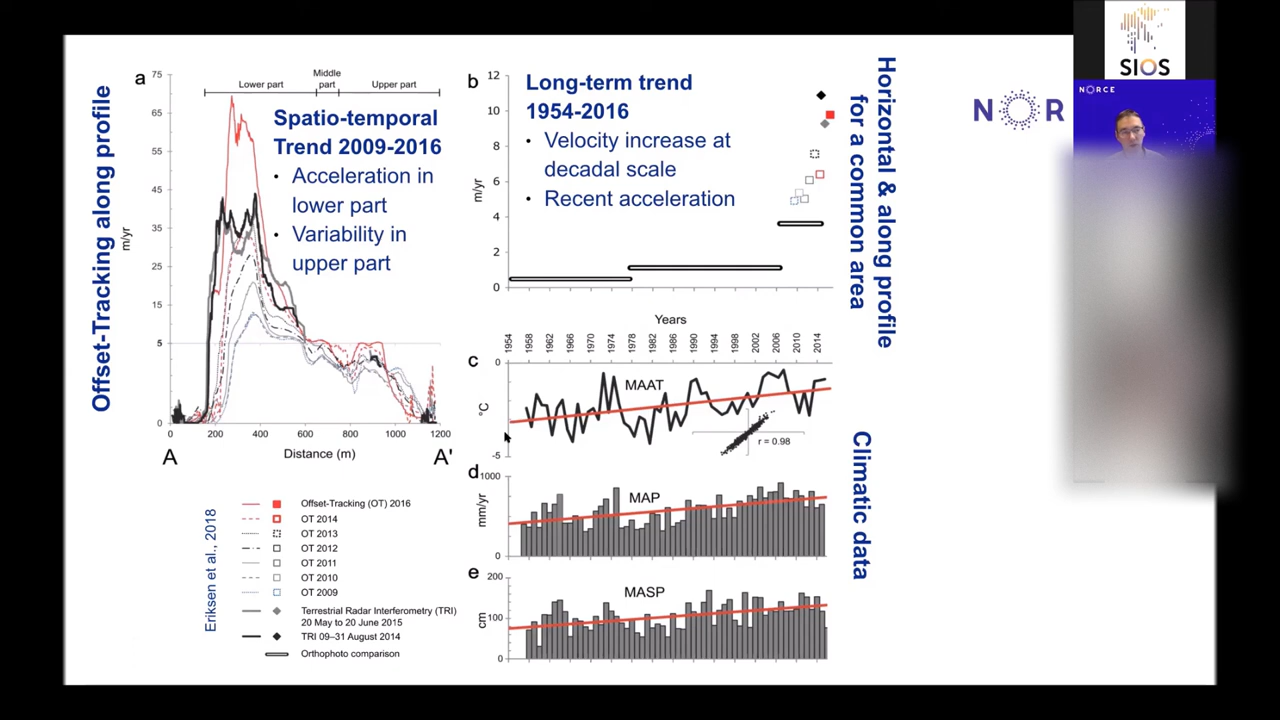 SIOS
NORCE
NOR
Offset-Tracking along profile
a
m/yr
75
65
55
45
35
25
15
5
0
Lower part
Middle
part
Upper part
Spatio-temporal
Trend 2009-2016
• Acceleration in
lower part
• Variability in
upper part
0 200 400 600 800 1000 1200
Distance (m)
A A'
b
m/yr
12
10
8
6
4
2
0
Long-term trend
1954-2016
• Velocity increase at
decadal scale
• Recent acceleration
Horizontal & along profile
for a common area
Years
1954 1958 1962 1966 1970 1974 1978 1982 1986 1990 1994 1998 2002 2006 2010 2014
c
°C
0
-5
MAAT
r = 0.98
d
mm/yr
1000
500
0
MAP
e
cm
200
100
0
MASP
Climatic data
Eriksen et al., 2018
Offset-Tracking (OT) 2016
OT 2014
OT 2013
OT 2012
OT 2011
OT 2010
OT 2009
Terrestrial Radar Interferometry (TRI)
20 May to 20 June 2015
TRI 09–31 August 2014
Orthophoto comparison